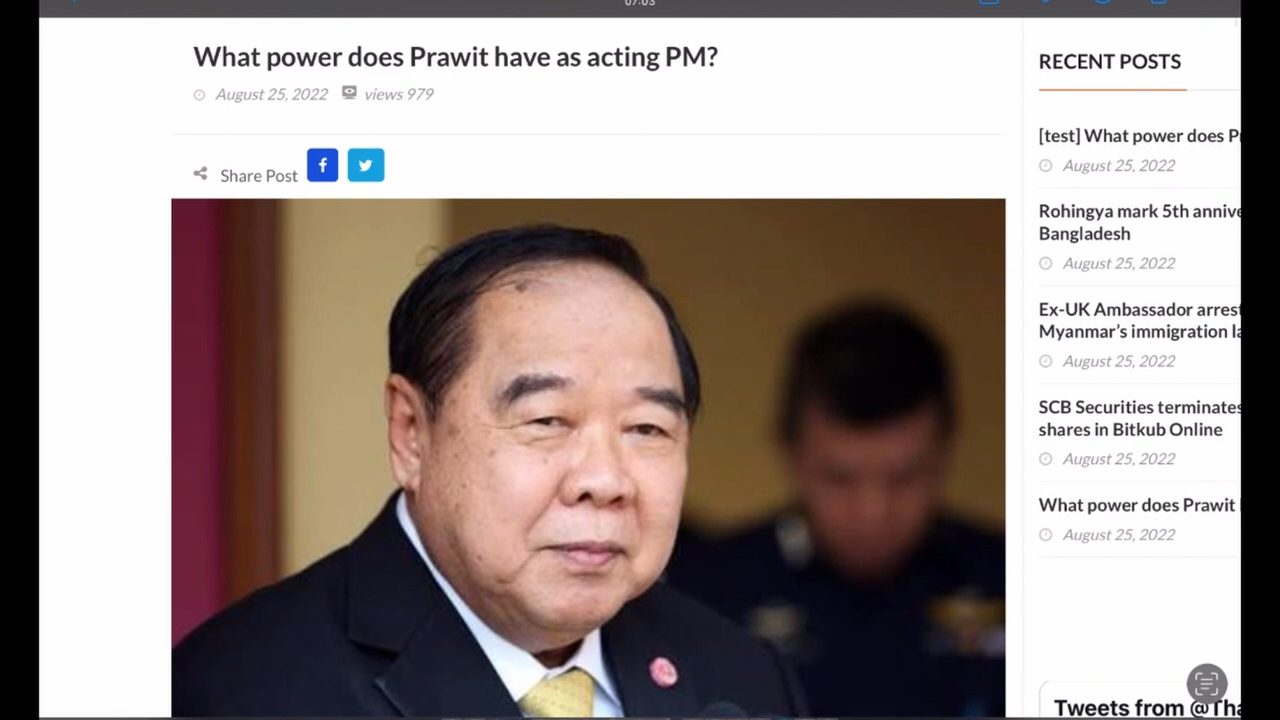 07:03
What power does Prawit have as acting PM?
August 25, 2022 views 979
Share Post
RECENT POSTS
[test] What power does P
August 25, 2022
Rohingya mark 5th annive
Bangladesh
August 25, 2022
Ex-UK Ambassador arrest
Myanmar's immigration la
August 25, 2022
SCB Securities terminates
shares in Bitkub Online
August 25, 2022
What power does Prawit
August 25, 2022
Tweets from @Tha